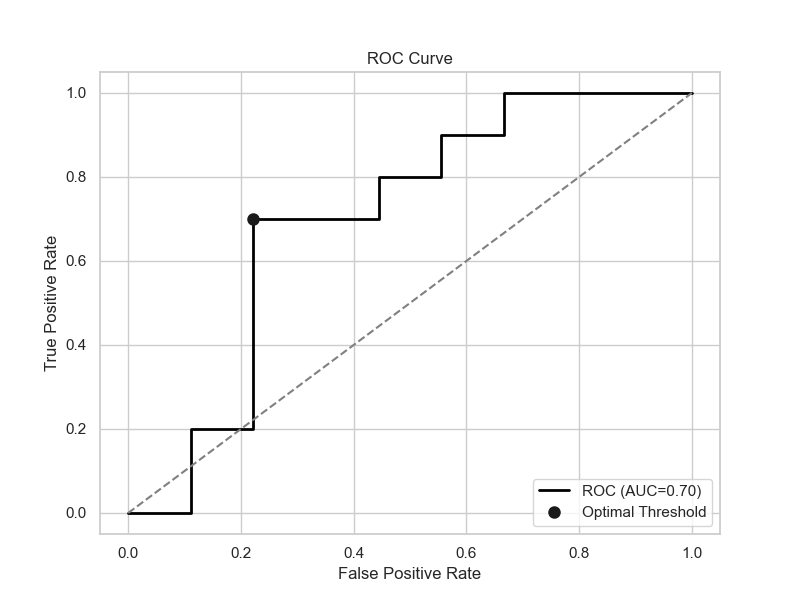 ROC Curve
True Positive Rate
1.0
0.8
0.6
0.4
0.2
0.0
0.0 0.2 0.4 0.6 0.8 1.0
False Positive Rate
ROC (AUC=0.70)
Optimal Threshold